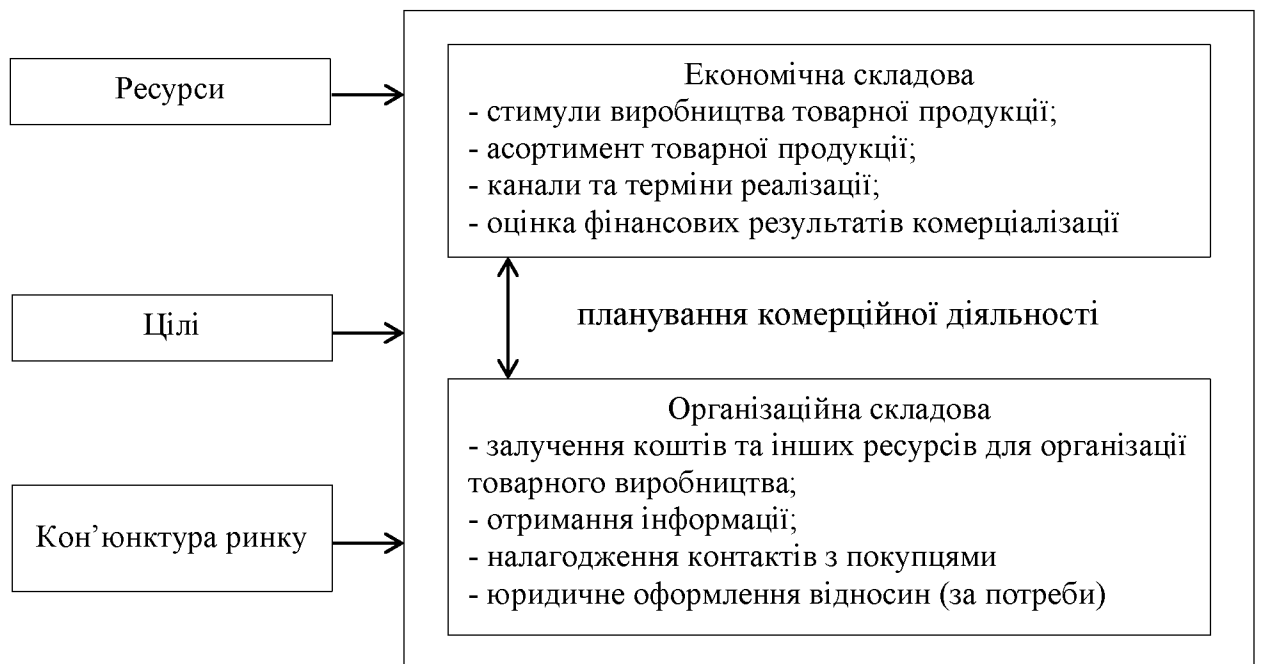 Ресурси
Економічна складова
- стимули виробництва товарної продукції;
- асортимент товарної продукції;
- канали та терміни реалізації;
- оцінка фінансових результатів комерціалізації
Цілі
планування комерційної діяльності
Організаційна складова
- залучення коштів та інших ресурсів для організації
товарного виробництва;
- отримання інформації;
- налагодження контактів з покупцями
- юридичне оформлення відносин (за потреби)
Кон’юнктура ринку